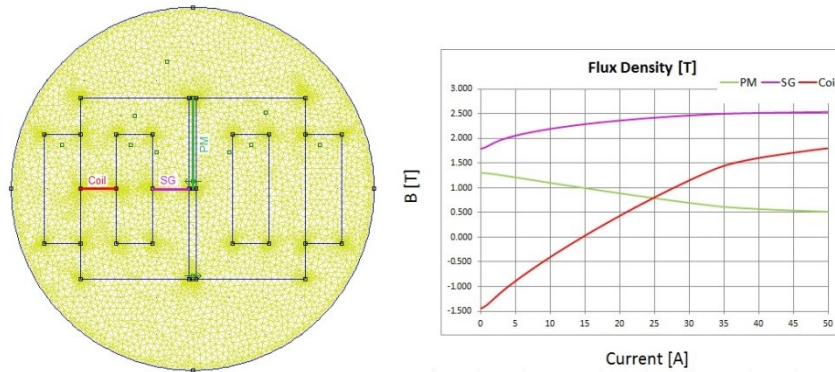 Coil
SG
PM
Flux Density [T]
PM SG Coil
3.000
2.500
2.000
1.500
1.000
0.500
0.000
-0.500
-1.000
-1.500
B [T]
0 5 10 15 20 25 30 35 40 45 50
Current [A]